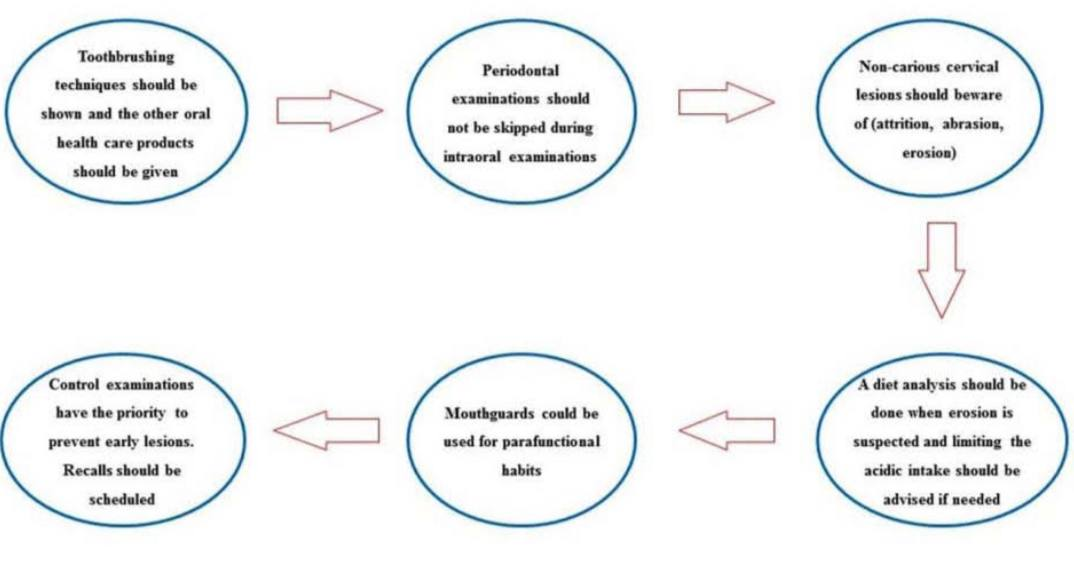 Toothbrushing
techniques should be
shown and the other oral
health care products
should be given
Periodontal
examinations should
not be skipped during
intraoral examinations
Non-carious cervical
lesions should beware
of (attrition, abrasion,
erosion)
A diet analysis should be
done when erosion is
suspected and limiting the
acidic intake should be
advised if needed
Mouthguards could be
used for parafunctional
habits
Control examinations
have the priority to
prevent early lesions.
Recalls should be
scheduled